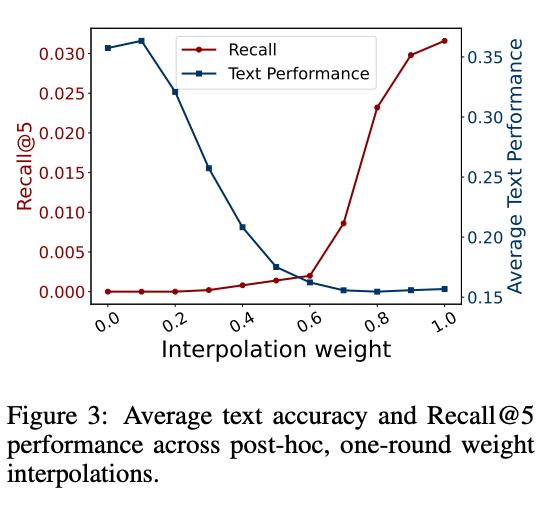 Recall
Text Performance
Recall@5
0.030
0.025
0.020
0.015
0.010
0.005
0.000
0.35
0.30
0.25
0.20
0.15
Average Text Performance
0.0
0.2
0.4
0.6
0.8
1.0
Interpolation weight
Figure 3: Average text accuracy and Recall@5
performance across post-hoc, one-round weight
interpolations.